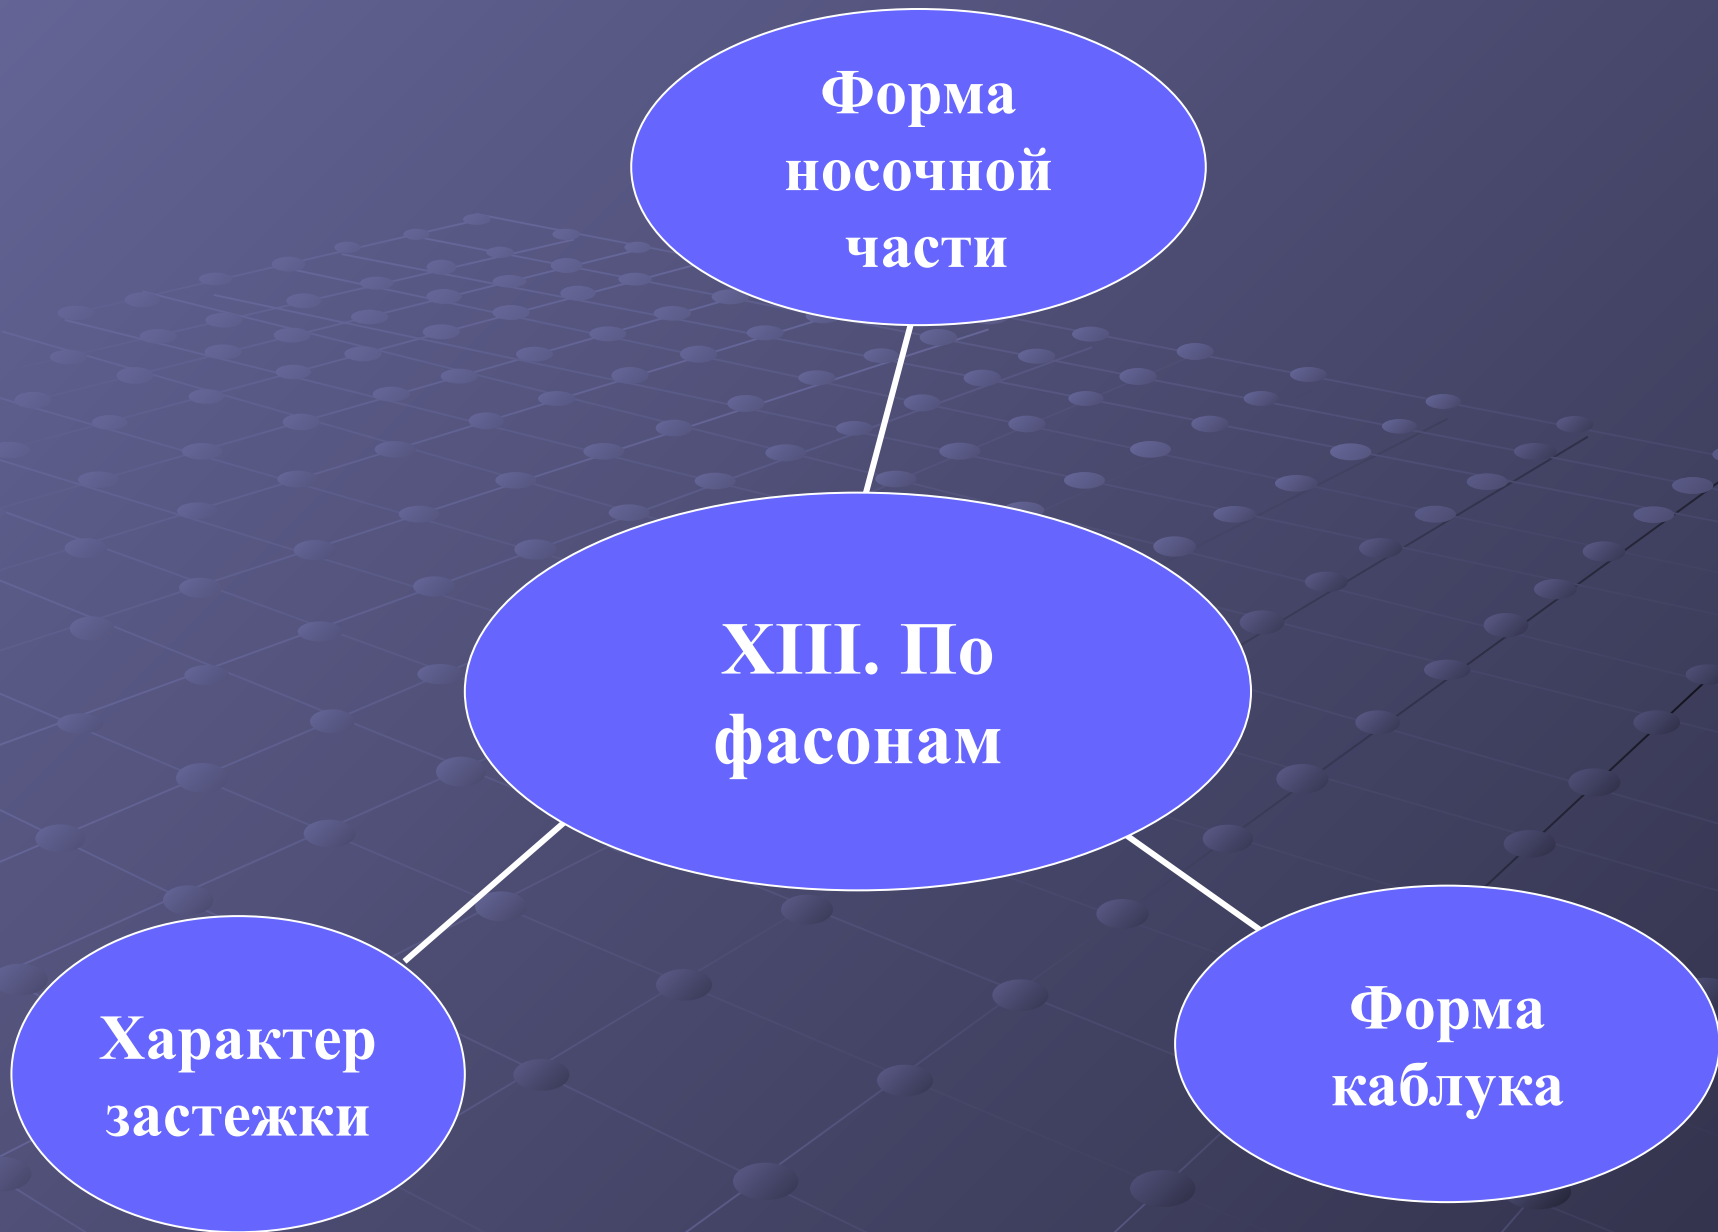 Форма
носочной
части
XIII. По
фасонам
Характер
застежки
Форма
каблука